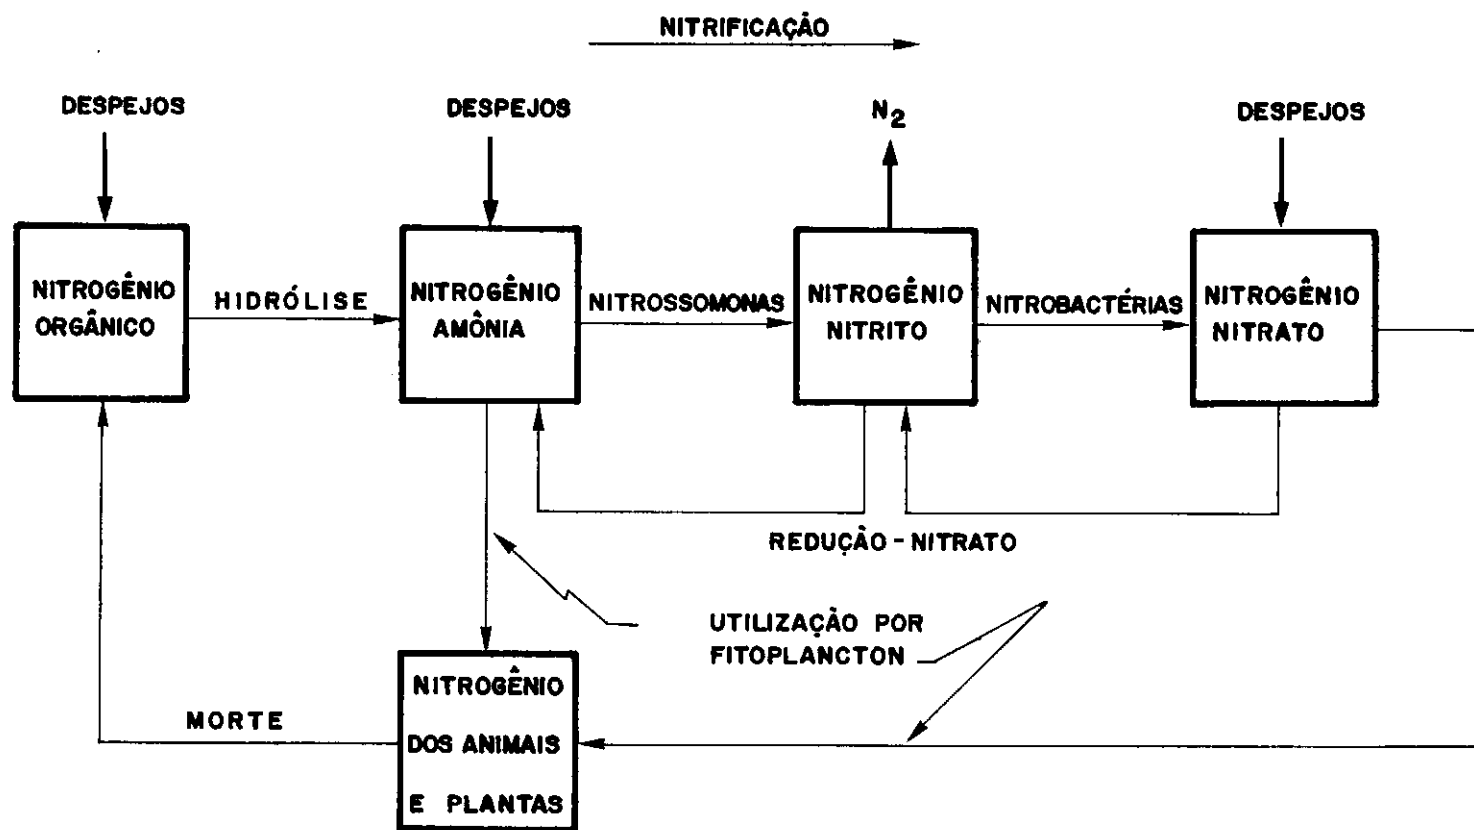 NITRIFICAÇÃO
DESPEJOS
DESPEJOS
N2
DESPEJOS
NITROGÊNIO
ORGÂNICO
HIDRÓLISE
NITROGÊNIO
AMÔNIA
NITROSSOMONAS
NITROGÊNIO
NITRITO
NITROBACTÉRIAS
NITROGÊNIO
NITRATO
REDUÇÃO - NITRATO
UTILIZAÇÃO POR
FITOPLANCTON
NITROGÊNIO
DOS ANIMAIS
E PLANTAS
MORTE